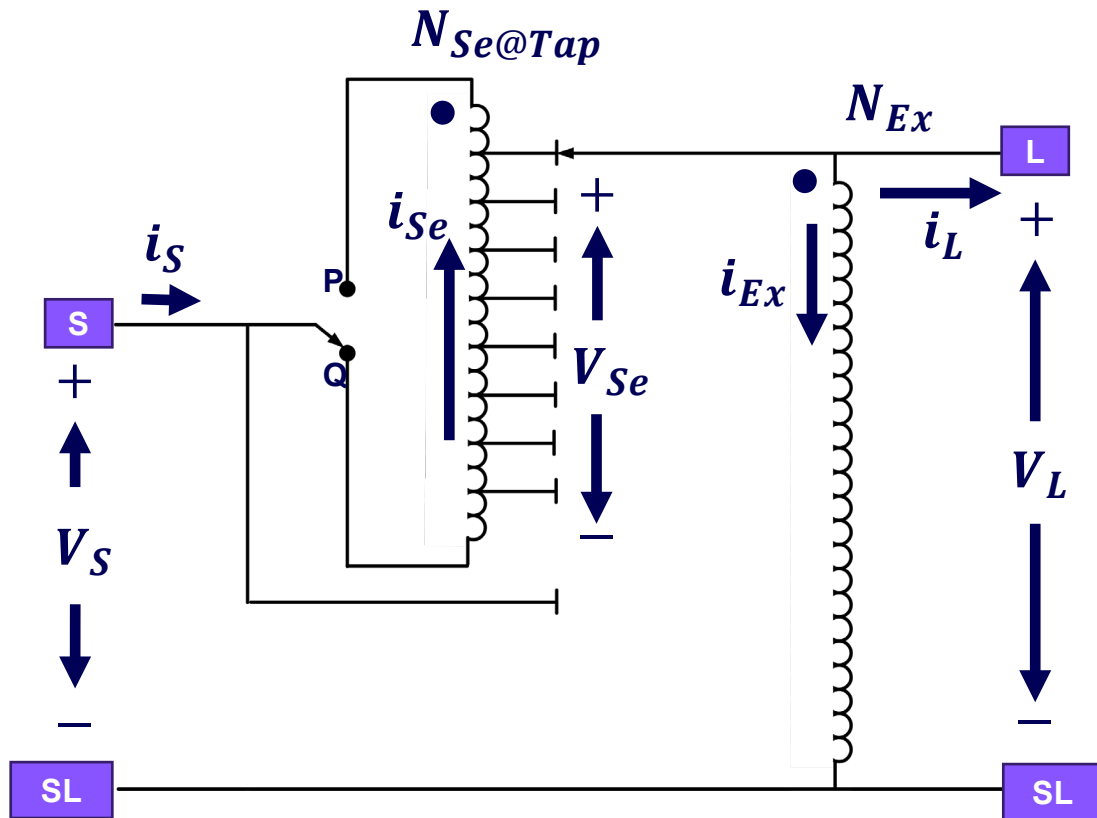 N_{Se@Tap}
N_{Ex}
L
i_{Se}
+
i_S
P
i_{Ex}
i_L
+
S
Q
V_{Se}
+
V_L
V_S
−
−
−
SL
SL